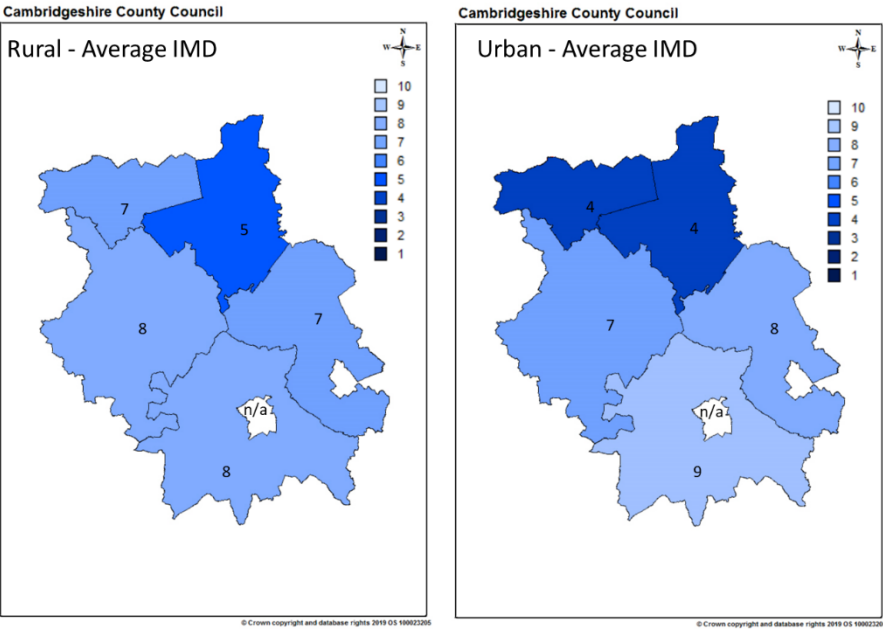 Cambridgeshire County Council
Rural - Average IMD
N
W E
S
10
9
8
7
6
5
4
3
2
1
7
5
8
7
n/a
8
© Crown copyright and database rights 2019 OS 100023205
Cambridgeshire County Council
Urban - Average IMD
N
W E
S
10
9
8
7
6
5
4
3
2
1
4
4
7
8
n/a
9
© Crown copyright and database rights 2019 OS 10002320